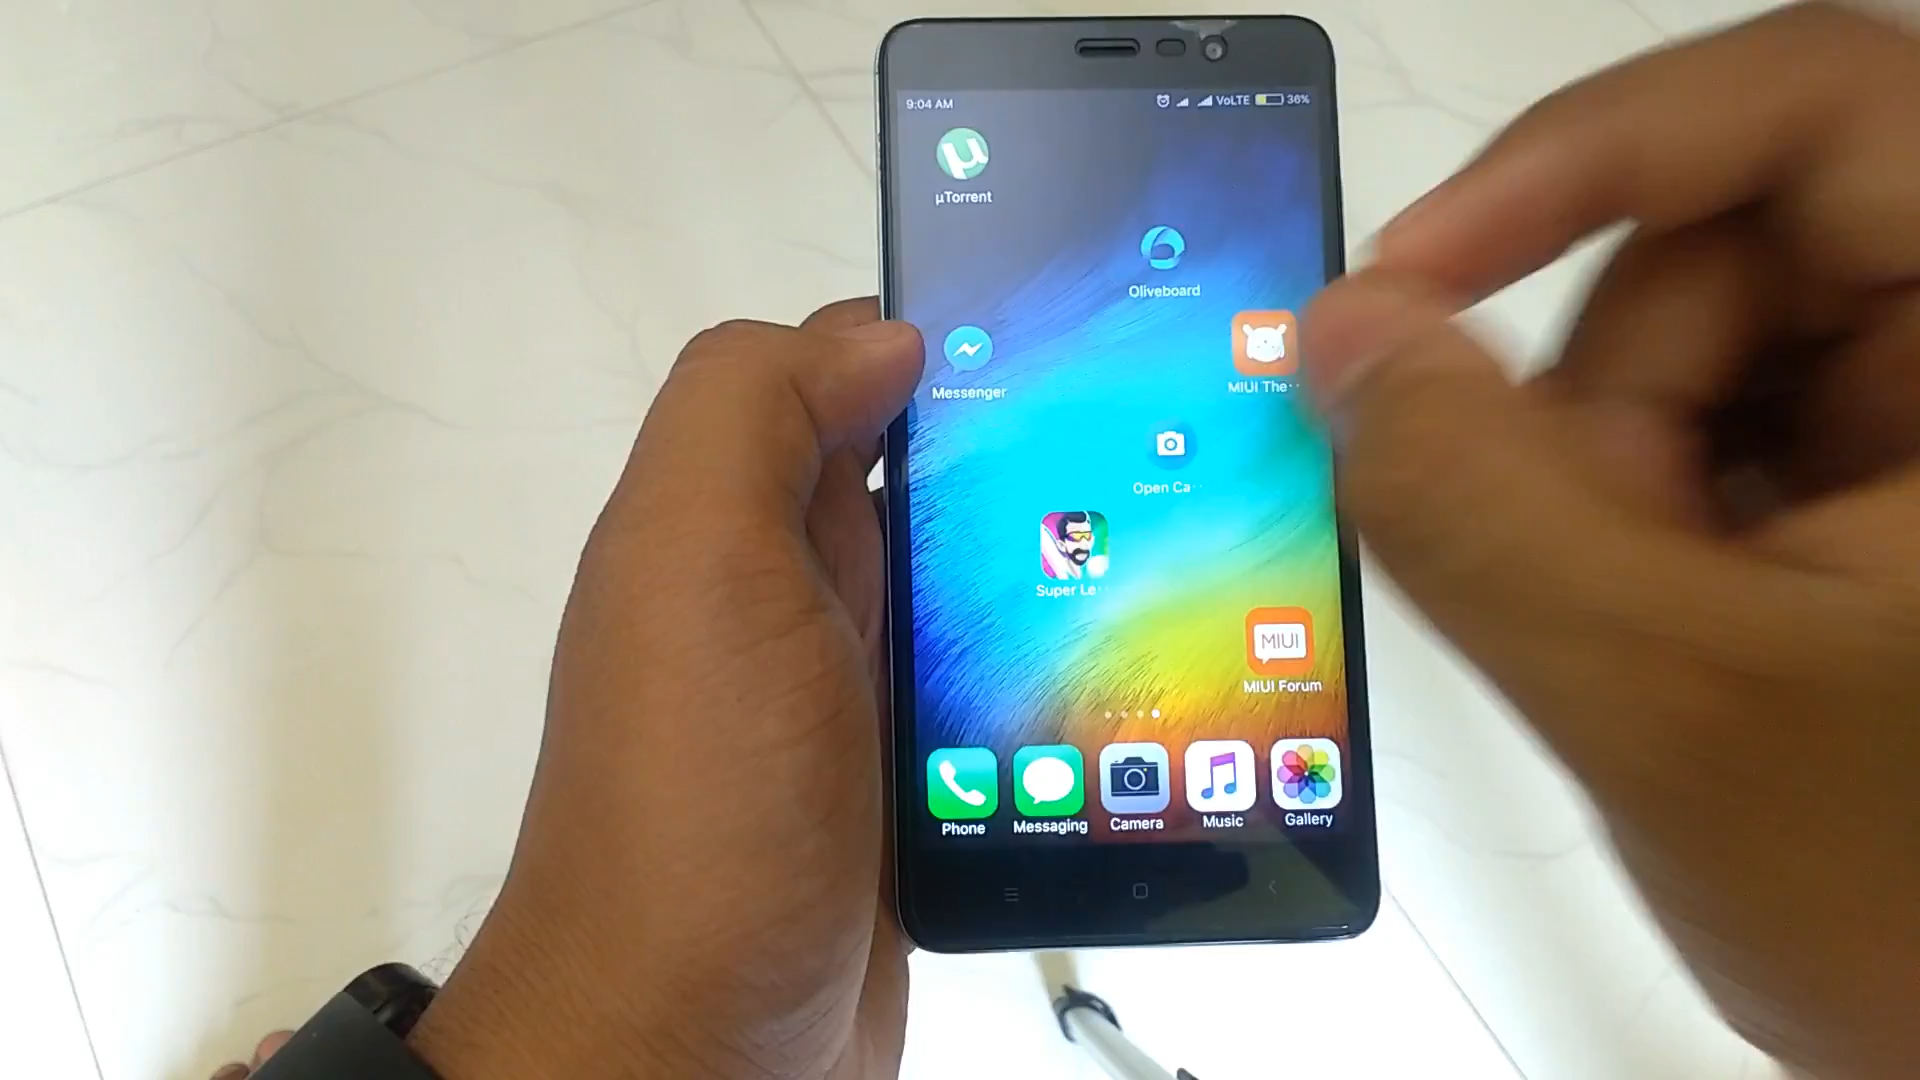 9:04 AM
VoLTE 36%
µ
µTorrent
Oliveboard
Messenger
MIUI The··
Open Ca··
Super Le··
MIUI
MIUI Forum
Phone
Messaging
Camera
Music
Gallery